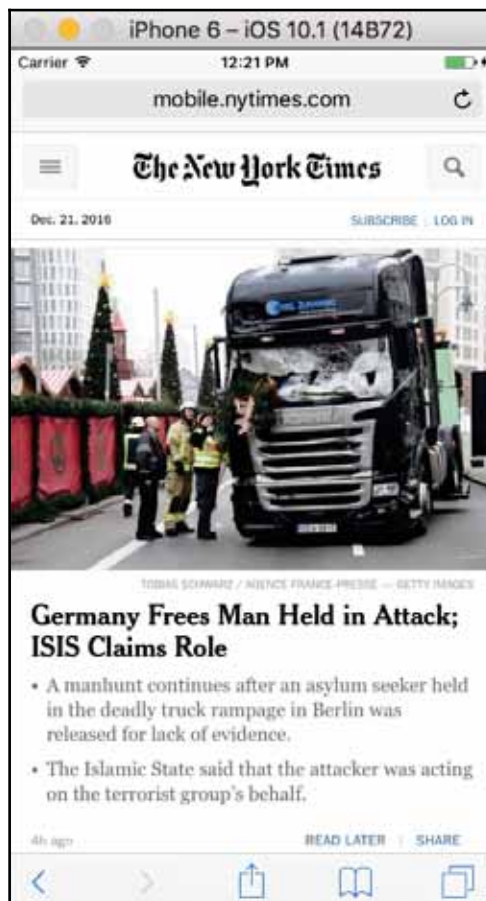 iPhone 6 – iOS 10.1 (14B72)
Carrier 12:21 PM
mobile.nytimes.com
The New York Times
Dec. 21, 2016 SUBSCRIBE LOG IN
TOBIAS SCHWARZ / AGENCE FRANCE-PRESSE — GETTY IMAGES
Germany Frees Man Held in Attack;
ISIS Claims Role
• A manhunt continues after an asylum seeker held
in the deadly truck rampage in Berlin was
released for lack of evidence.
• The Islamic State said that the attacker was acting
on the terrorist group's behalf.
4h ago READ LATER SHARE